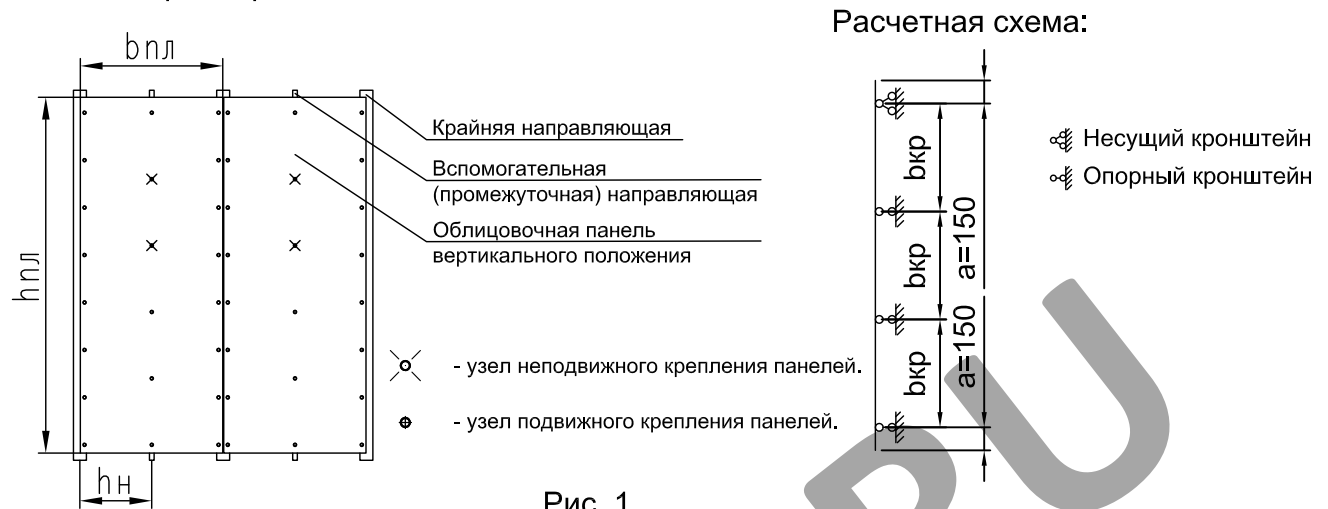 Расчетная схема:
bпл
hпл
hн
Крайняя направляющая
Вспомогательная
(промежуточная) направляющая
Облицовочная панель
вертикального положения
- узел неподвижного крепления панелей.
- узел подвижного крепления панелей.
bкр
bкр
bкр
a=150
a=150
Несущий кронштейн
Опорный кронштейн
Рис. 1